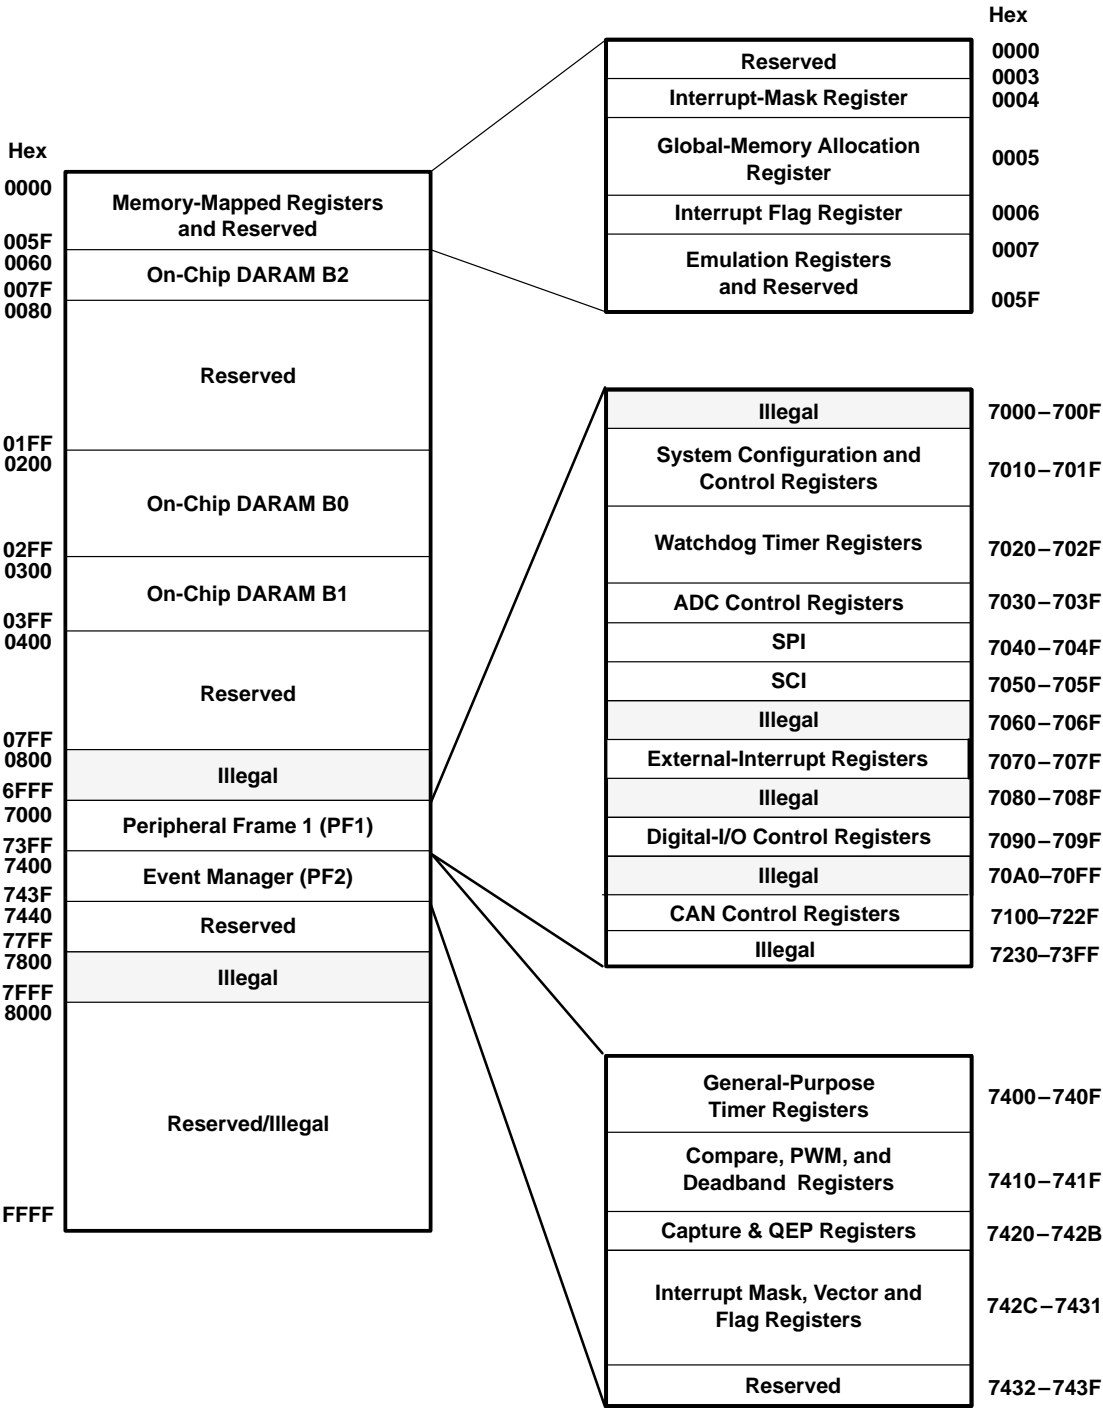 Hex
0000
Memory-Mapped Registers
and Reserved
005F
0060
On-Chip DARAM B2
007F
0080
Reserved
01FF
0200
On-Chip DARAM B0
02FF
0300
On-Chip DARAM B1
03FF
0400
Reserved
07FF
0800
Illegal
6FFF
7000
Peripheral Frame 1 (PF1)
73FF
7400
Event Manager (PF2)
743F
7440
Reserved
77FF
7800
Illegal
7FFF
8000
Reserved/Illegal
FFFF
Hex
Reserved
0000
0003
Interrupt-Mask Register
0004
Global-Memory Allocation
Register
0005
Interrupt Flag Register
0006
Emulation Registers
and Reserved
0007
005F
Illegal
7000–700F
System Configuration and
Control Registers
7010–701F
Watchdog Timer Registers
7020–702F
ADC Control Registers
7030–703F
SPI
7040–704F
SCI
7050–705F
Illegal
7060–706F
External-Interrupt Registers
7070–707F
Illegal
7080–708F
Digital-I/O Control Registers
7090–709F
Illegal
70A0–70FF
CAN Control Registers
7100–722F
Illegal
7230–73FF
General-Purpose
Timer Registers
7400–740F
Compare, PWM, and
Deadband Registers
7410–741F
Capture & QEP Registers
7420–742B
Interrupt Mask, Vector and
Flag Registers
742C–7431
Reserved
7432–743F